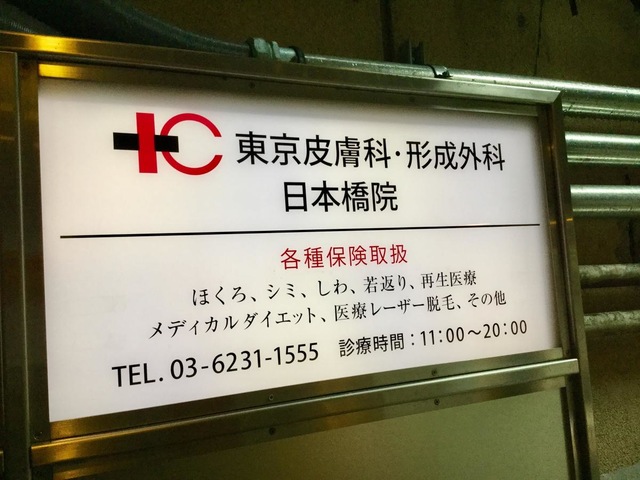 東京皮膚科・形成外科
日本橋院
各種保険取扱
ほくろ、シミ、しわ、若返り、再生医療
メディカルダイエット、医療レーザー脱毛、その他
TEL. 03-6231-1555 診療時間：11:00～20:00